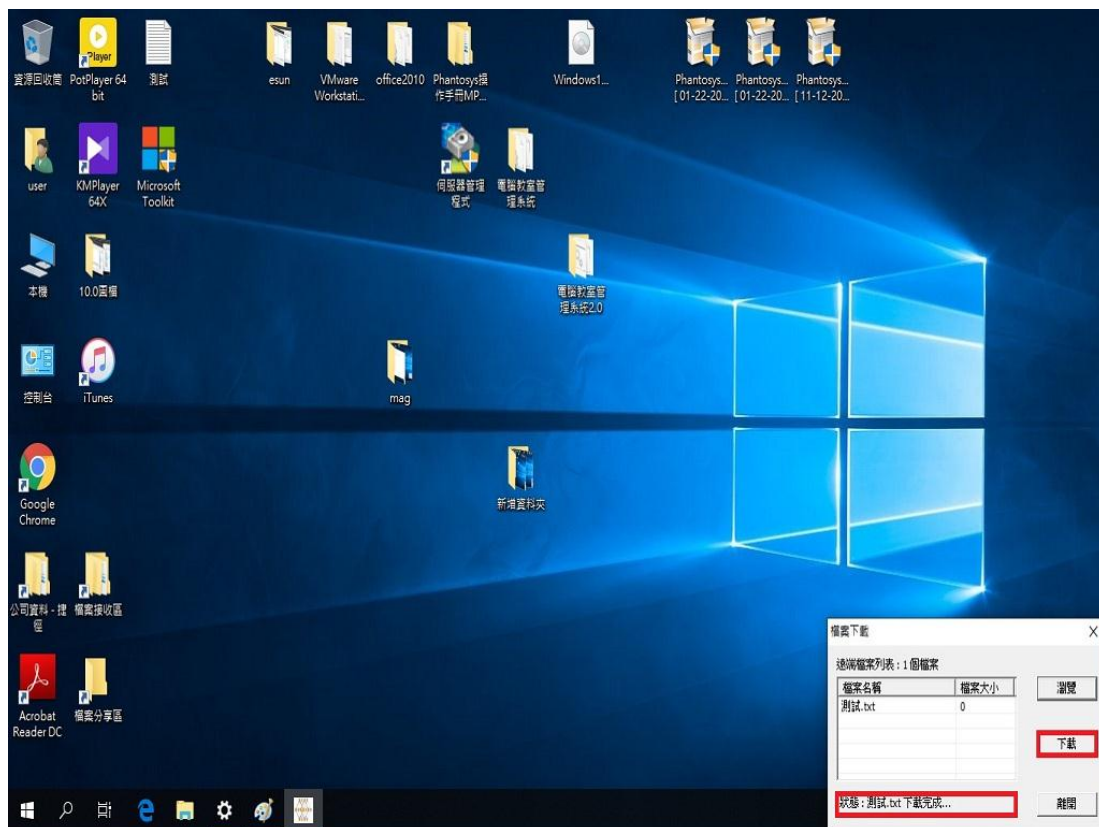 資源回收筒
PotPlayer 64
bit
測試
esun
VMware
Workstati...
office2010
Phantosys操
作手冊MP...
Windows1...
Phantosys...
[01-22-20...
Phantosys...
[01-22-20...
Phantosys...
[11-12-20...
user
KMPlayer
64X
Microsoft
Toolkit
伺服器管理
程式
電腦教室管
理系統
本機
10.0圖檔
電腦教室管
理系統2.0
控制台
iTunes
mag
Google
Chrome
新增資料夾
公司資料 - 捷
徑
檔案接收區
Acrobat
Reader DC
檔案分享區
檔案下載
遠端檔案列表 : 1 個檔案
檔案名稱 檔案大小
測試.txt 0
瀏覽
下載
狀態 : 測試.txt 下載完成...
離開